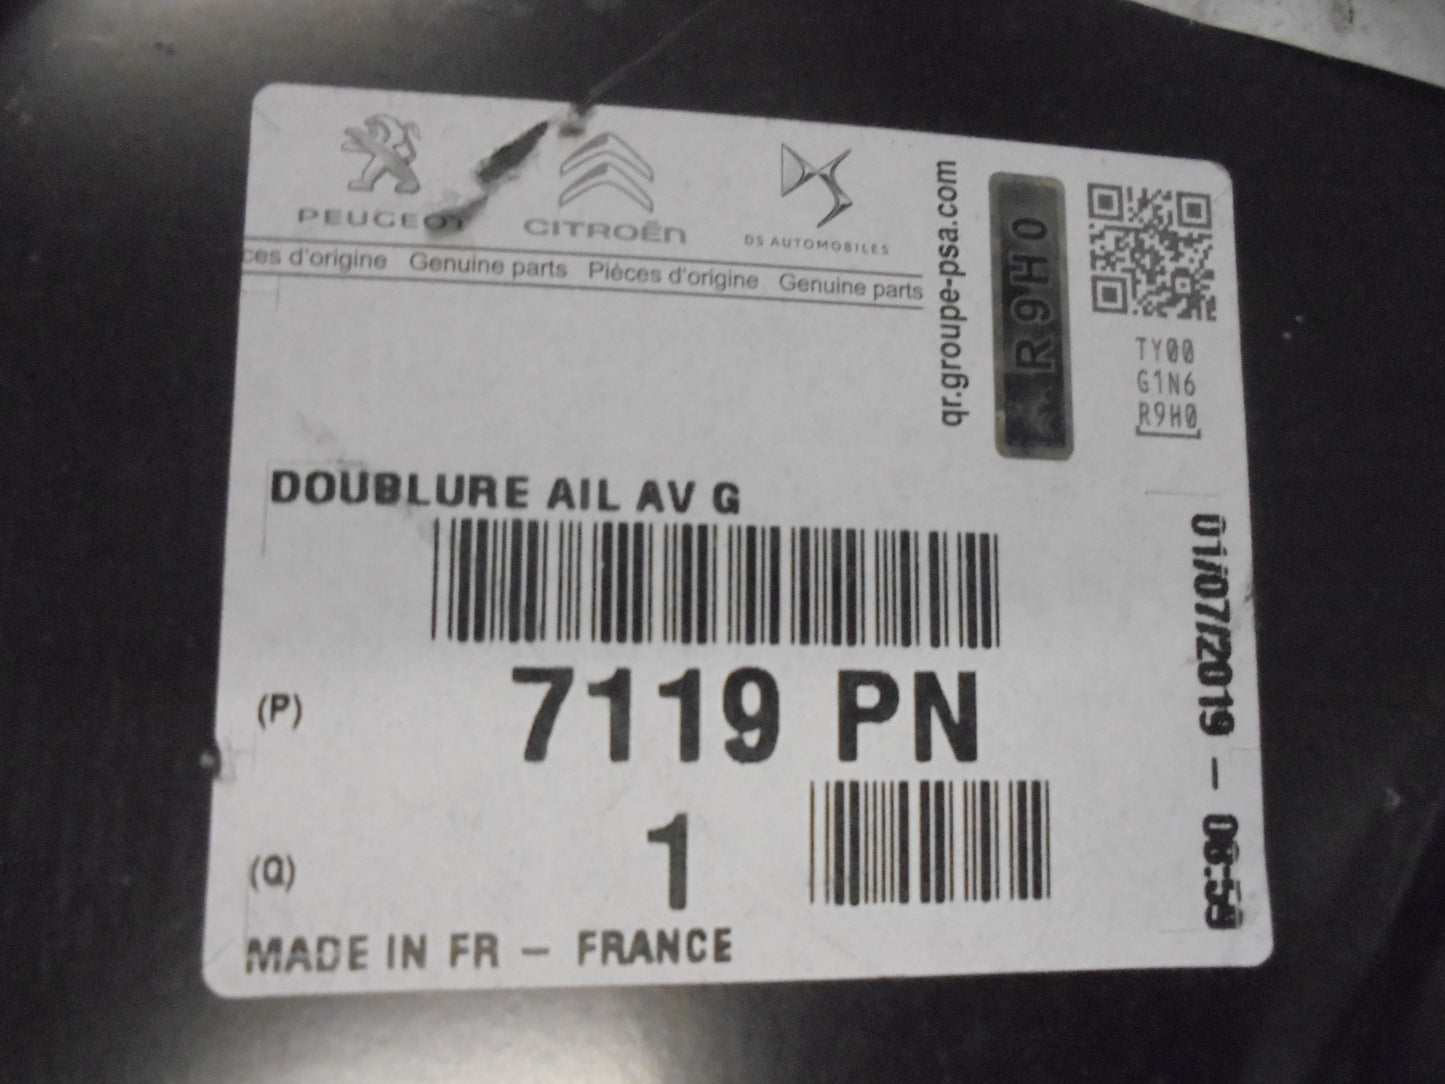 PEUGEOT
CITROËN
DS AUTOMOBILES
ces d'origine Genuine parts Pièces d'origine Genuine parts
qr.groupe-psa.com
R9H0
TY00
G1N6
R9H0
DOUBLURE AIL AV G
(P) 7119 PN
(Q) 1
MADE IN FR - FRANCE
01/07/2019 - 06:59